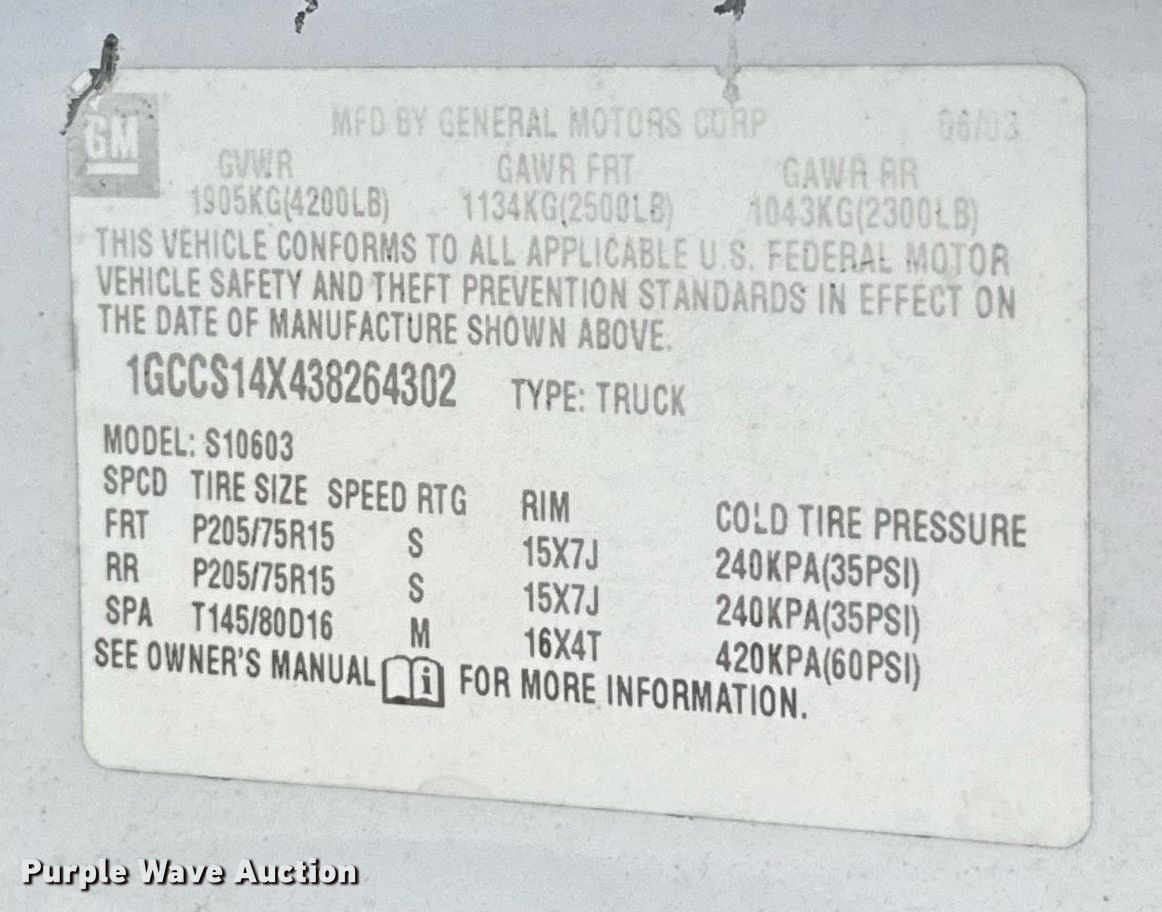 GM
MFD BY GENERAL MOTORS CORP 06/03
GVWR GAWR FRT GAWR RR
1905KG(4200LB) 1134KG(2500LB) 1043KG(2300LB)
THIS VEHICLE CONFORMS TO ALL APPLICABLE U.S. FEDERAL MOTOR
VEHICLE SAFETY AND THEFT PREVENTION STANDARDS IN EFFECT ON
THE DATE OF MANUFACTURE SHOWN ABOVE.
1GCCS14X438264302 TYPE: TRUCK
MODEL: S10603
SPCD TIRE SIZE SPEED RTG RIM COLD TIRE PRESSURE
FRT P205/75R15 S 15X7J 240KPA(35PSI)
RR P205/75R15 S 15X7J 240KPA(35PSI)
SPA T145/80D16 M 16X4T 420KPA(60PSI)
SEE OWNER'S MANUAL i FOR MORE INFORMATION.
Purple Wave Auction